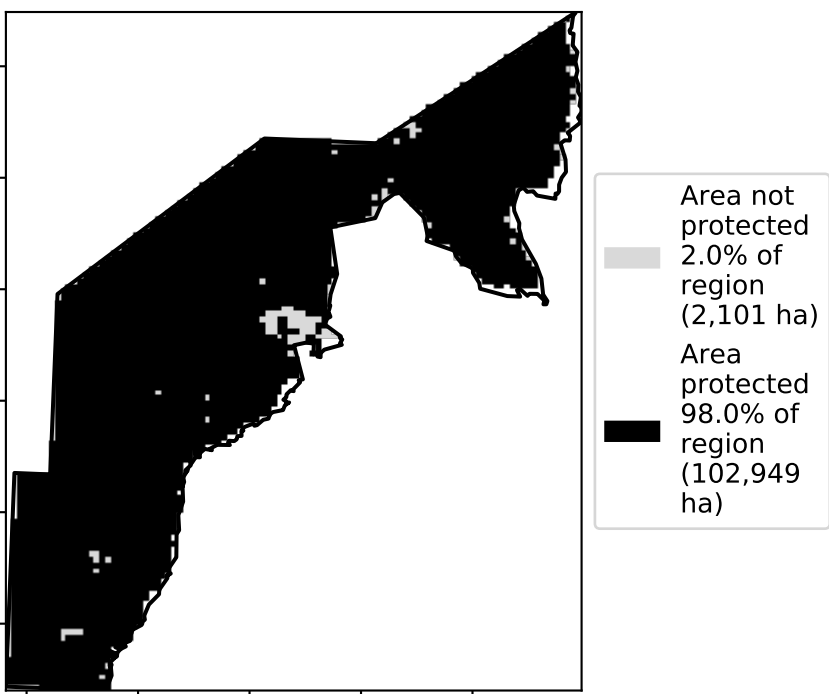 Area not
protected
2.0% of
region
(2,101 ha)
Area
protected
98.0% of
region
(102,949
ha)